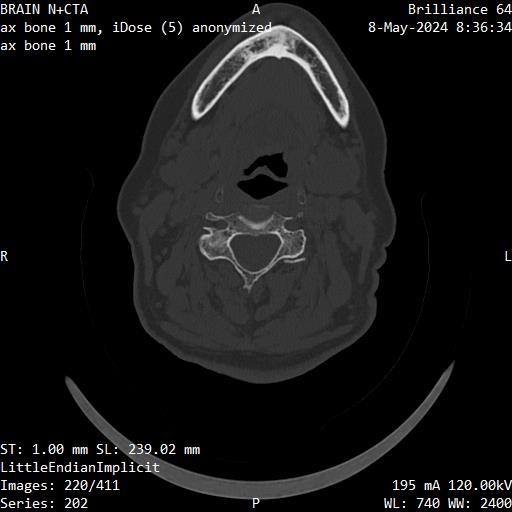 BRAIN N+CTA A Brilliance 64
ax bone 1 mm, iDose (5) anonymized 8-May-2024 8:36:34
ax bone 1 mm
R L
ST: 1.00 mm SL: 239.02 mm
LittleEndianImplicit
Images: 220/411 195 mA 120.00kV
Series: 202 P WL: 740 WW: 2400